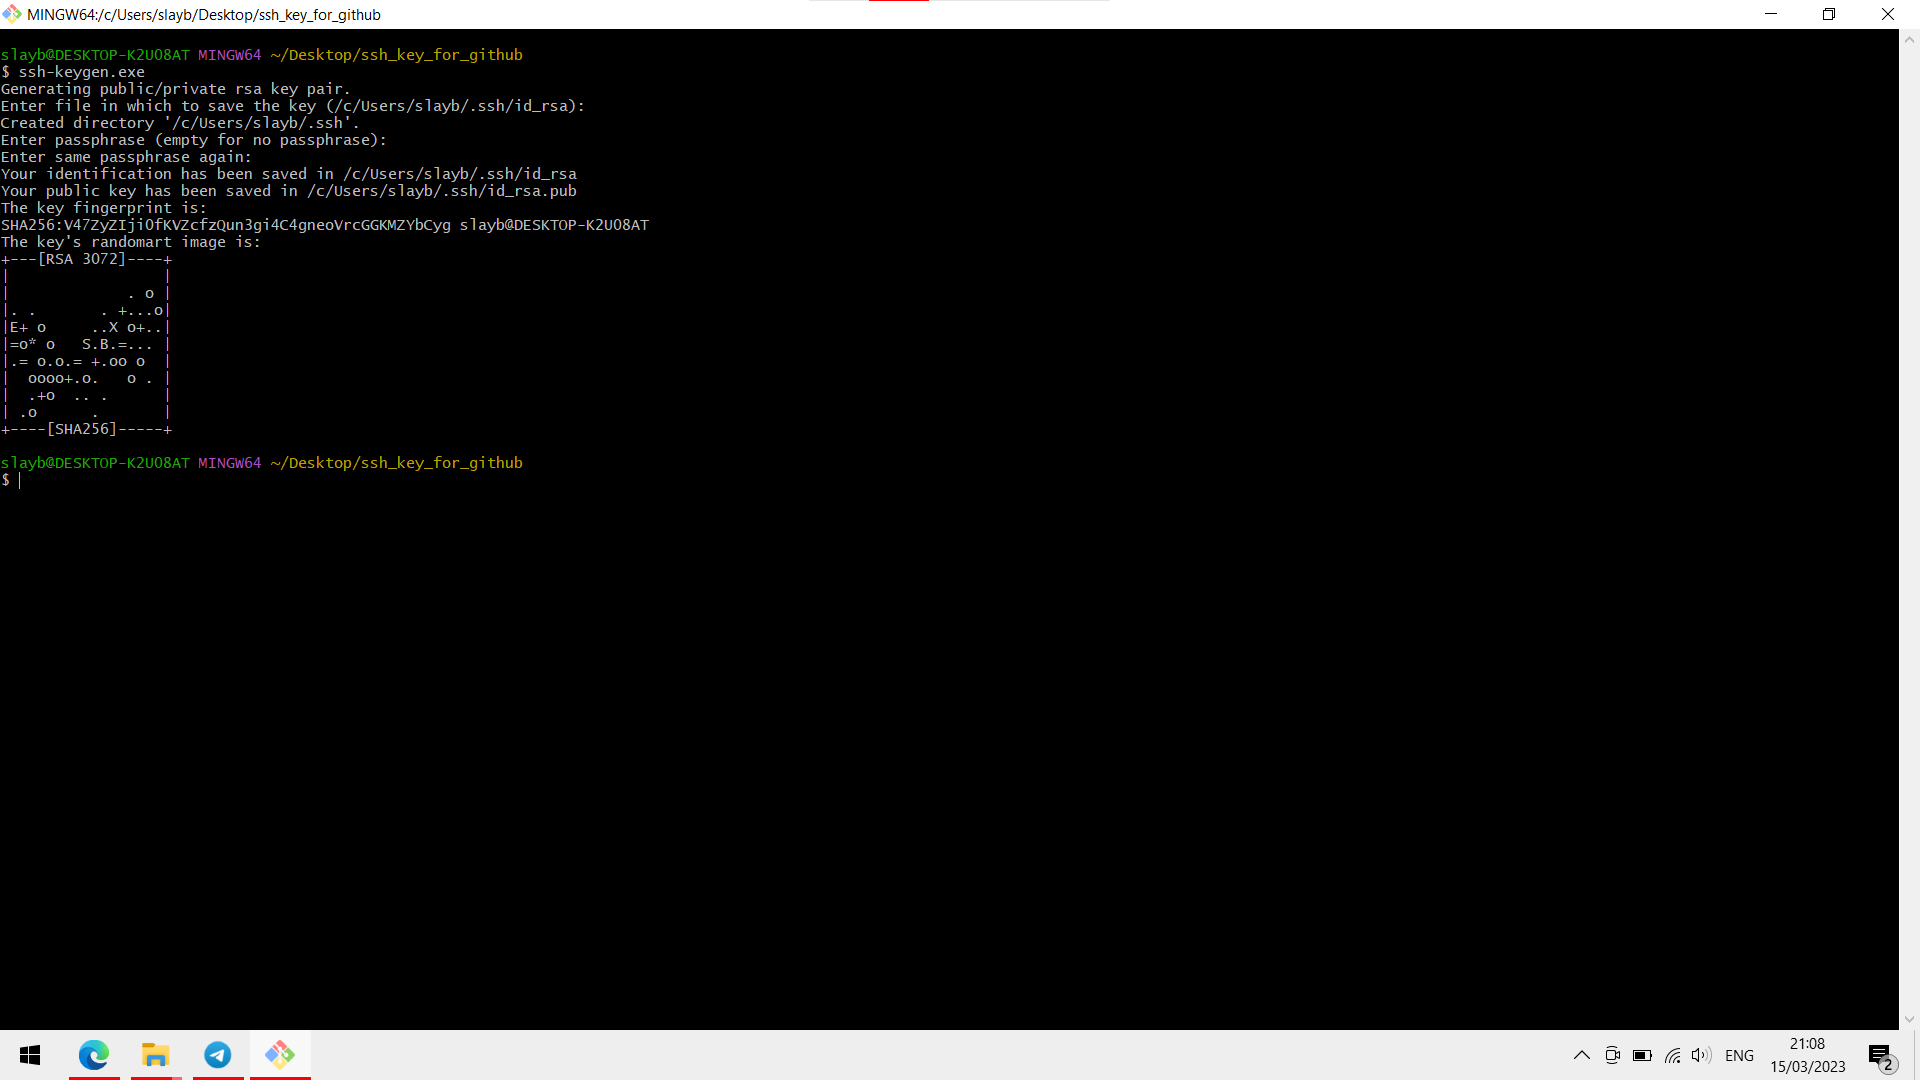 MINGW64:/c/Users/slayb/Desktop/ssh_key_for_github
slayb@DESKTOP-K2U08AT MINGW64 ~/Desktop/ssh_key_for_github
$ ssh-keygen.exe
Generating public/private rsa key pair.
Enter file in which to save the key (/c/Users/slayb/.ssh/id_rsa):
Created directory '/c/Users/slayb/.ssh'.
Enter passphrase (empty for no passphrase):
Enter same passphrase again:
Your identification has been saved in /c/Users/slayb/.ssh/id_rsa
Your public key has been saved in /c/Users/slayb/.ssh/id_rsa.pub
The key fingerprint is:
SHA256:V47ZyZIjiOfKVZcfzQun3gi4C4gneoVrcGGKMZYbCyg slayb@DESKTOP-K2U08AT
The key's randomart image is:
+---[RSA 3072]----+
|                 |
|             . o |
|. .       . +...o|
|E+ o     ..X o+..|
|=o* o   S.B.=... |
|.= o.o.= +.oo o  |
|  oooo+.o.   o . |
|  .+o  .. .      |
| .o      .       |
+----[SHA256]-----+
slayb@DESKTOP-K2U08AT MINGW64 ~/Desktop/ssh_key_for_github
$
ENG
21:08
15/03/2023
2